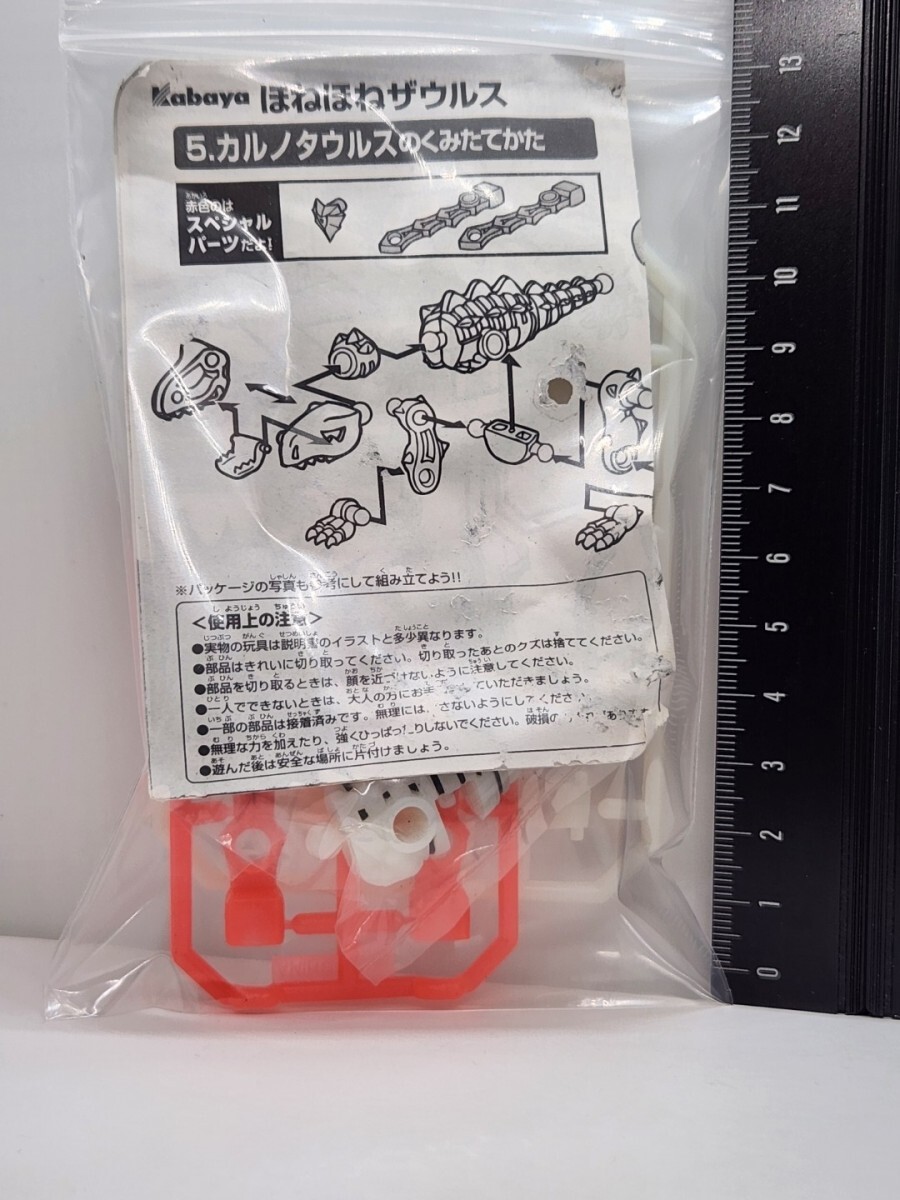 Kabaya ほねほねザウルス
5.カルノタウルスのくみたてかた
赤色のは
スペシャル
パーツだよ!
※パッケージの写真も 考にして組み立てよう!!
<使用上の注意>
●実物の玩具は説明書のイラストと多少異なります。
●部品はきれいに切り取ってください。切り取ったあとのクズは捨ててください。
●部品を切り取るときは、顔を近づけないように注意してください。
●一人でできないときは、大人の方にお いていただきましょう。
●一部の部品は接着済みです。無理には さないようにしてください。
●無理な力を加えたり、強くひっぱったりしないでください。破損の
●遊んだ後は安全な場所に片付けましょう。
13
12
11
10
9
8
7
6
5
4
3
2
1
0